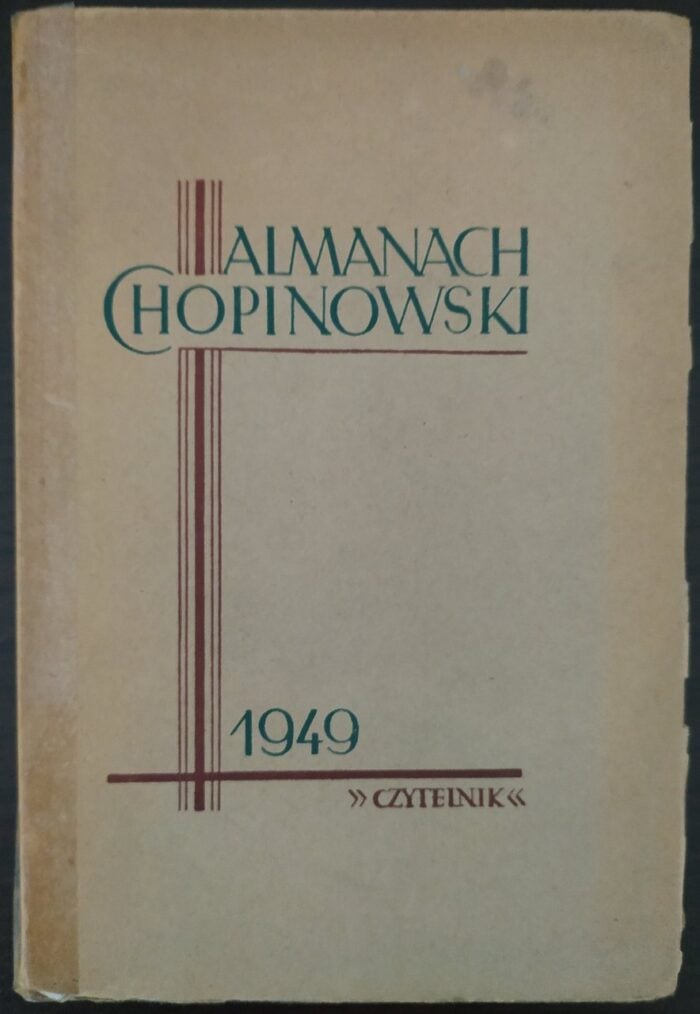 ALMANACH
CHOPINOWSKI
1949
»CZYTELNIK«